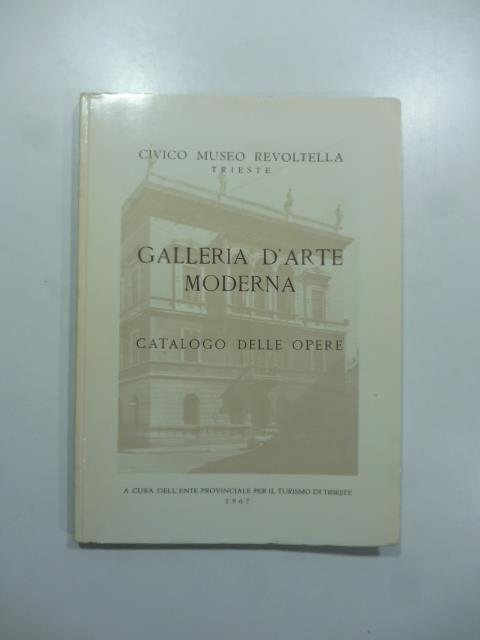 CIVICO MUSEO REVOLTELLA
TRIESTE
GALLERIA D'ARTE
MODERNA
CATALOGO DELLE OPERE
A CURA DELL'ENTE PROVINCIALE PER IL TURISMO DI TRIESTE
1967